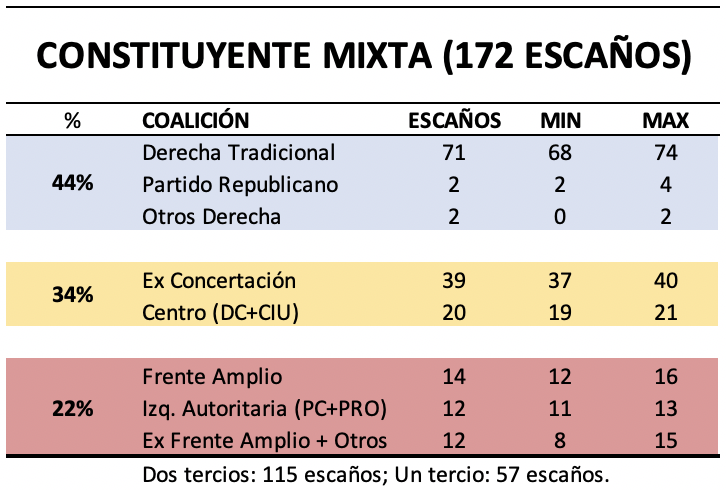 CONSTITUYENTE MIXTA (172 ESCAÑOS)
% COALICIÓN ESCAÑOS MIN MAX
Derecha Tradicional 71 68 74
44% Partido Republicano 2 2 4
Otros Derecha 2 0 2
34% Ex Concertación 39 37 40
Centro (DC+CIU) 20 19 21
Frente Amplio 14 12 16
22% Izq. Autoritaria (PC+PRO) 12 11 13
Ex Frente Amplio + Otros 12 8 15
Dos tercios: 115 escaños; Un tercio: 57 escaños.